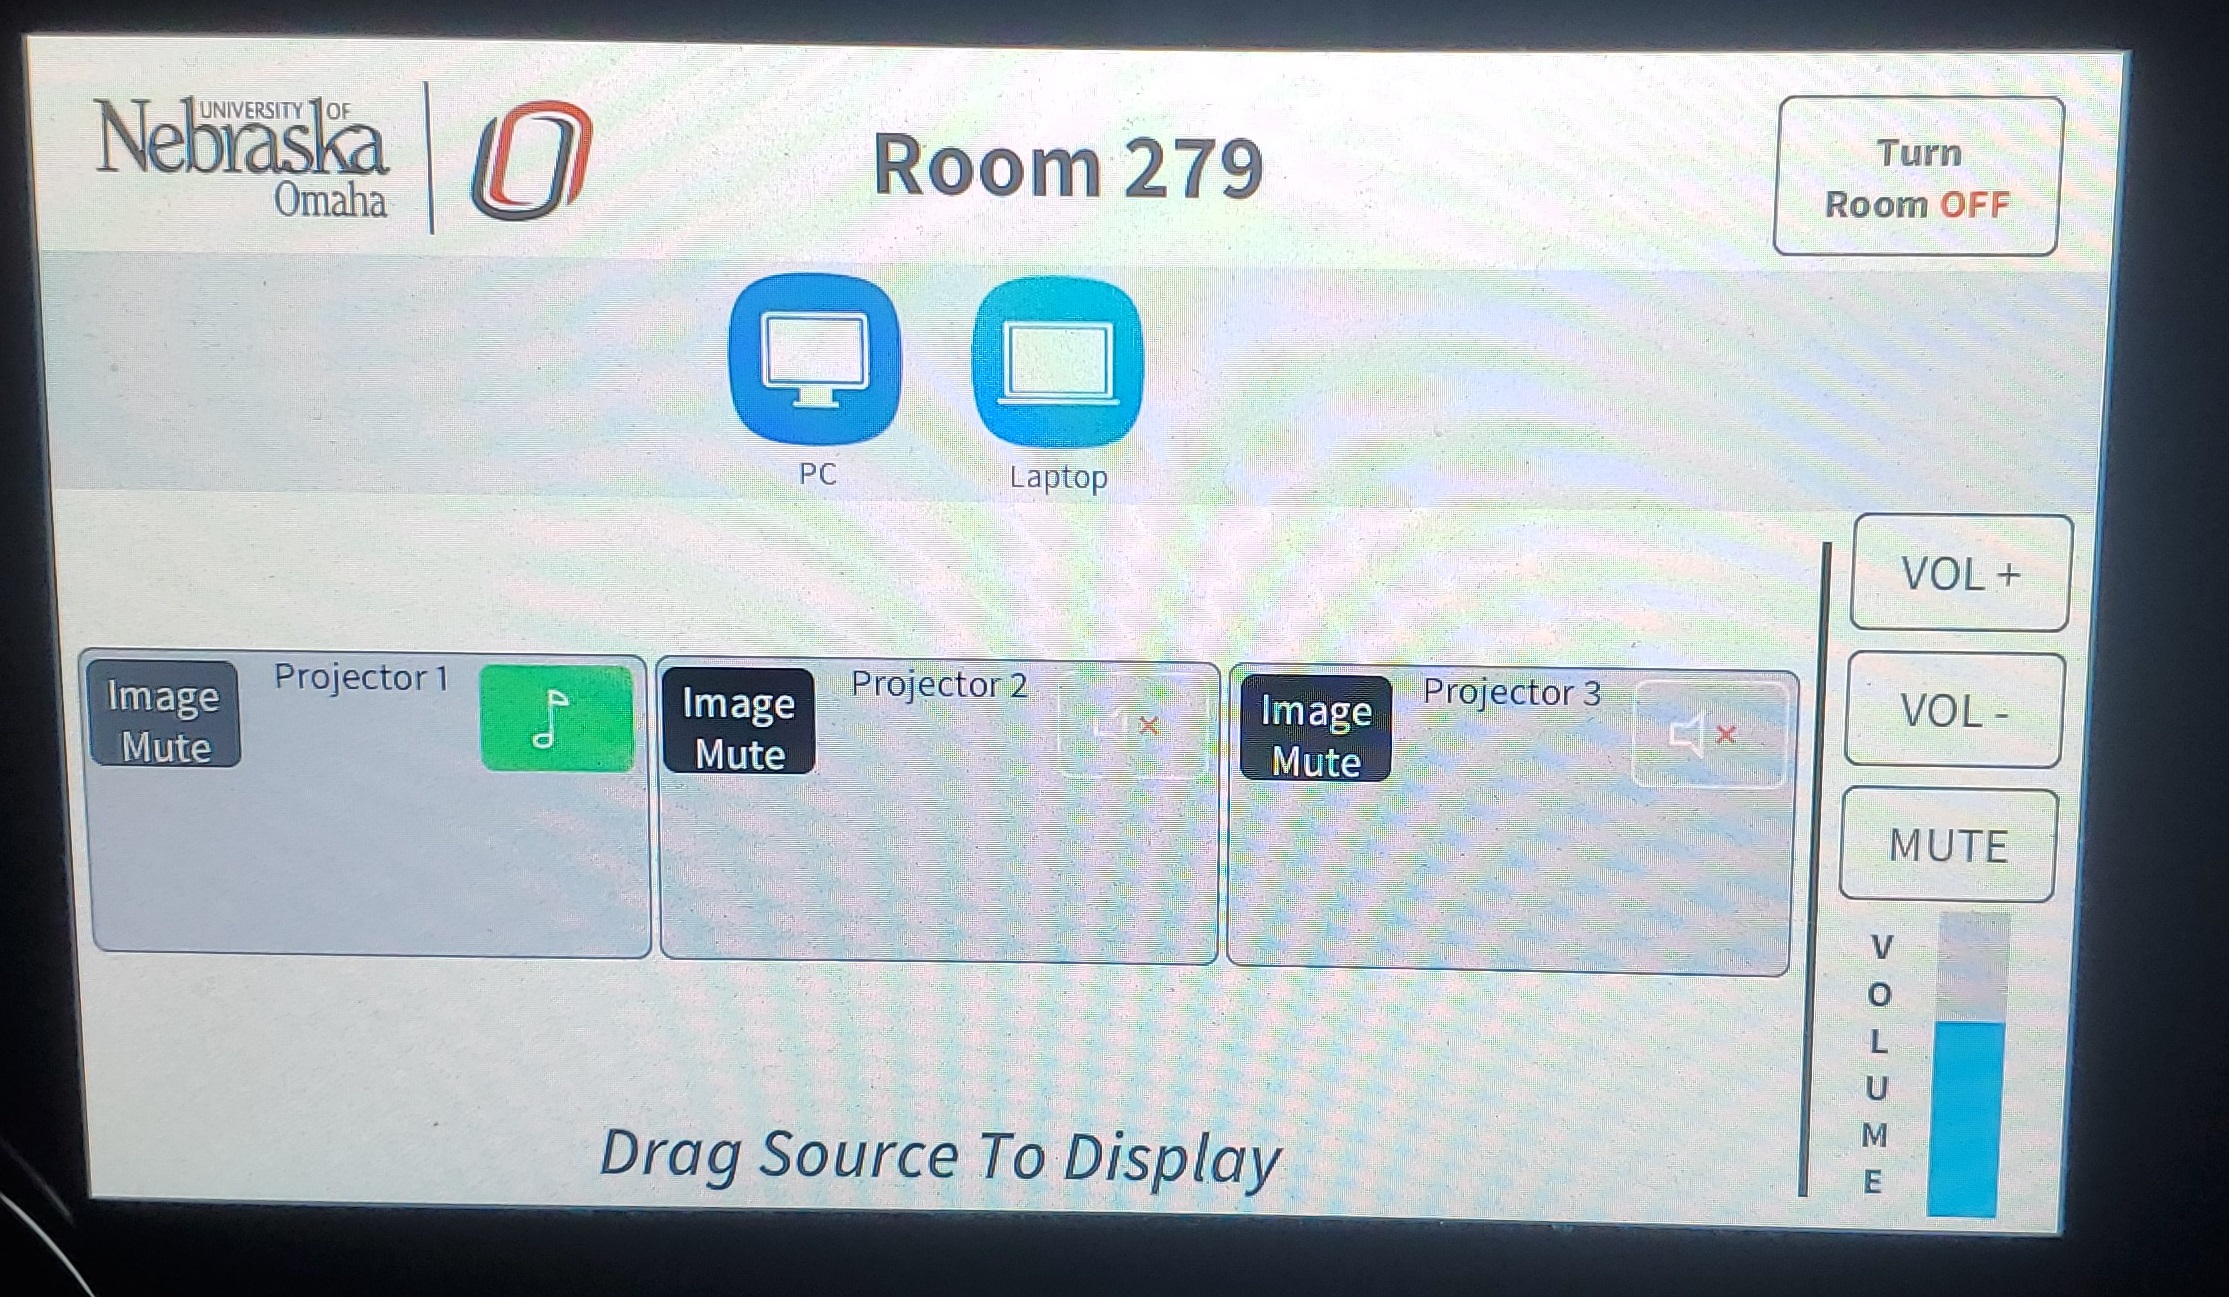 UNIVERSITY OF
Nebraska
Omaha
Room 279
Turn
Room OFF
PC
Laptop
VOL +
VOL -
MUTE
Image
Mute
Projector 1
Image
Mute
Projector 2
Image
Mute
Projector 3
VOLUME
Drag Source To Display